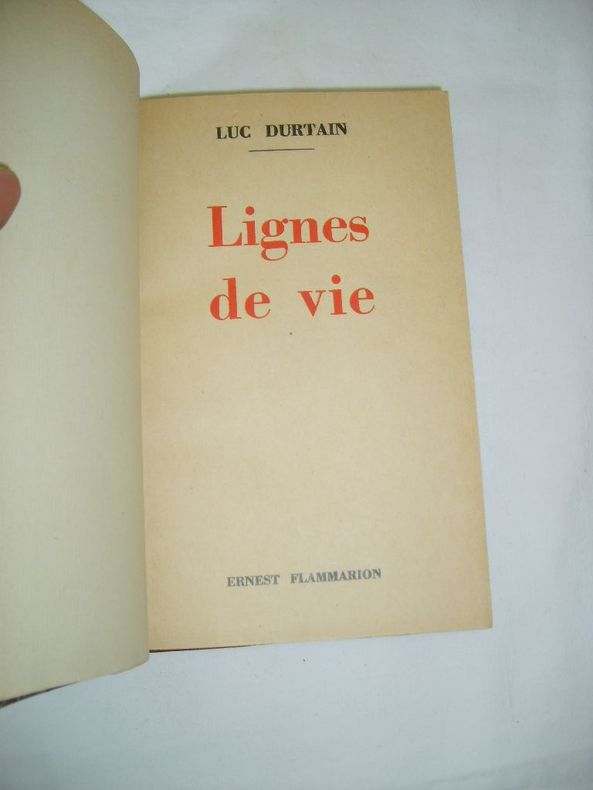 LUC DURTAIN
Lignes
de vie
ERNEST FLAMMARION